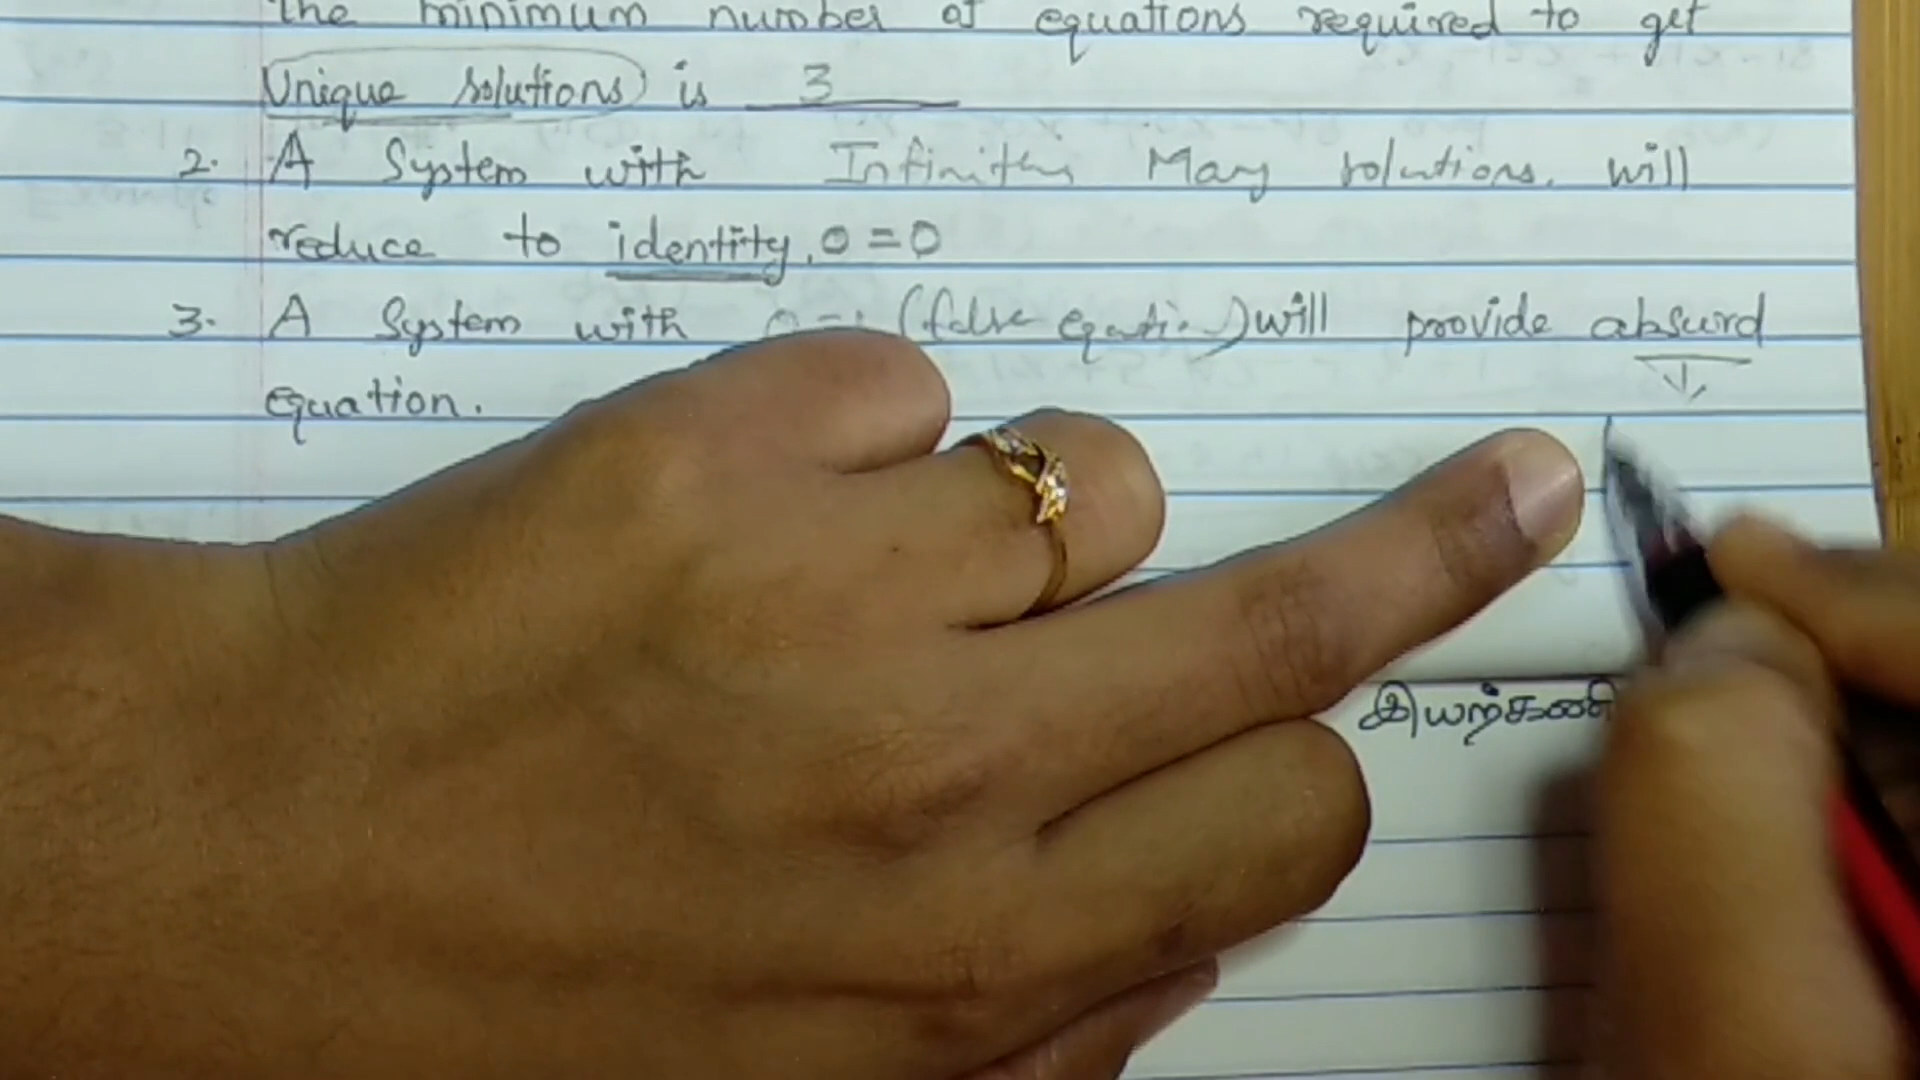 the minimum number of equations required to get
Unique solutions is 3
2. A System with Infinitely Many solutions. will
reduce to identity, 0=0
3. A System with (false equation) will provide absurd
equation.
இயற்கணி